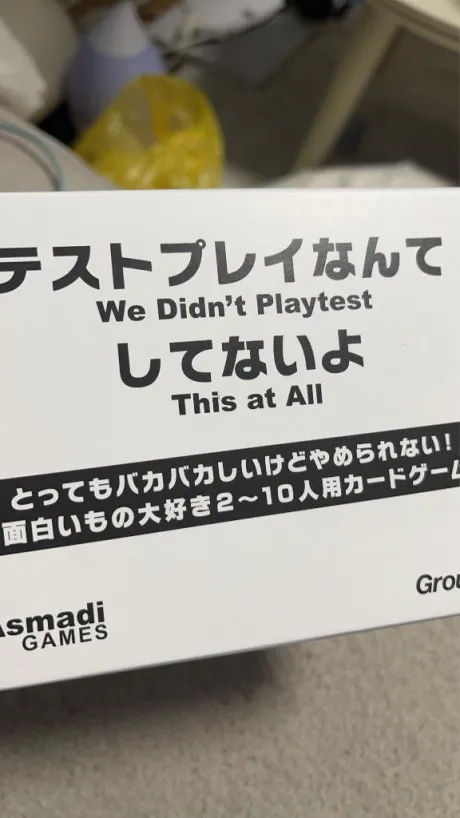 テストプレイなんて
We Didn't Playtest
してないよ
This at All
とってもバカバカしいけどやめられない!
面白いもの大好き2〜10人用カードゲーム
Asmadi
GAMES
Grou